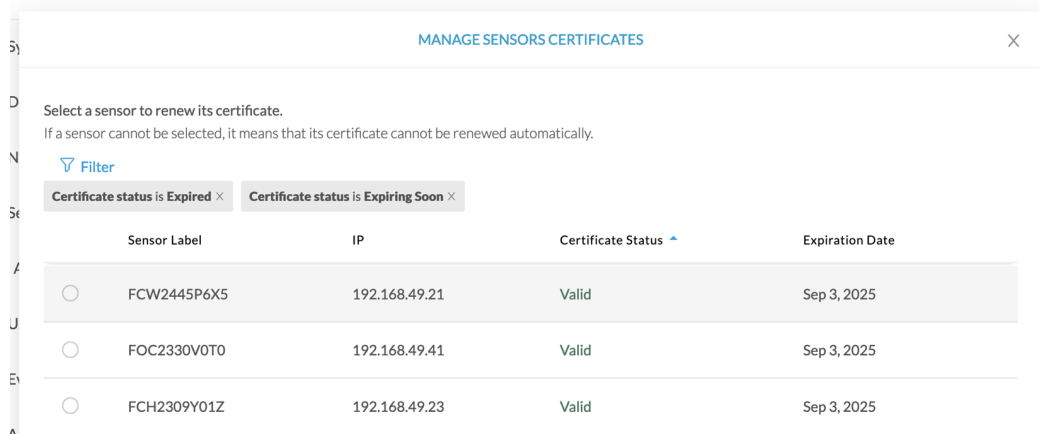 MANAGE SENSORS CERTIFICATES
Select a sensor to renew its certificate.
If a sensor cannot be selected, it means that its certificate cannot be renewed automatically.
Filter
Certificate status is Expired × Certificate status is Expiring Soon ×
Sensor Label IP Certificate Status Expiration Date
FCW2445P6X5 192.168.49.21 Valid Sep 3, 2025
FOC2330V0T0 192.168.49.41 Valid Sep 3, 2025
FCH2309Y01Z 192.168.49.23 Valid Sep 3, 2025